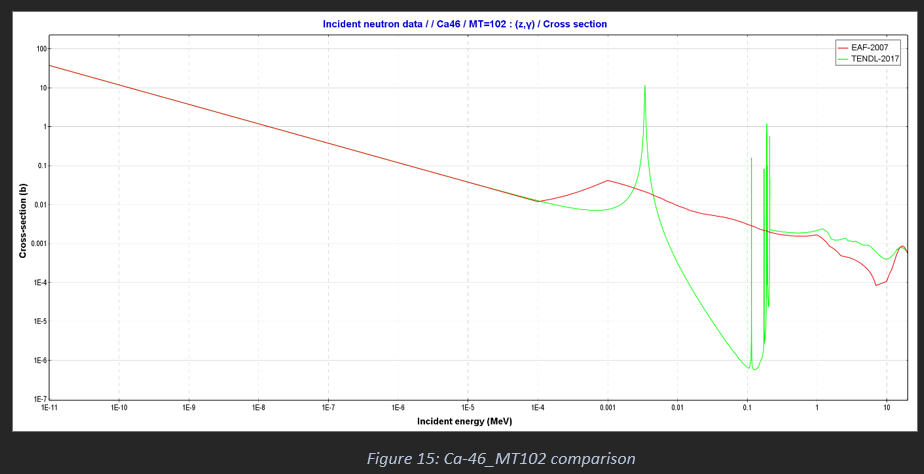 Incident neutron data / / Ca46 / MT=102 : (z,γ) / Cross section
EAF-2007
TENDL-2017
Cross-section (b)
100
10
1
0.1
0.01
0.001
1E-4
1E-5
1E-6
1E-7
1E-11 1E-10 1E-9 1E-8 1E-7 1E-6 1E-5 1E-4 0.001 0.01 0.1 1 10
Incident energy (MeV)
Figure 15: Ca-46_MT102 comparison